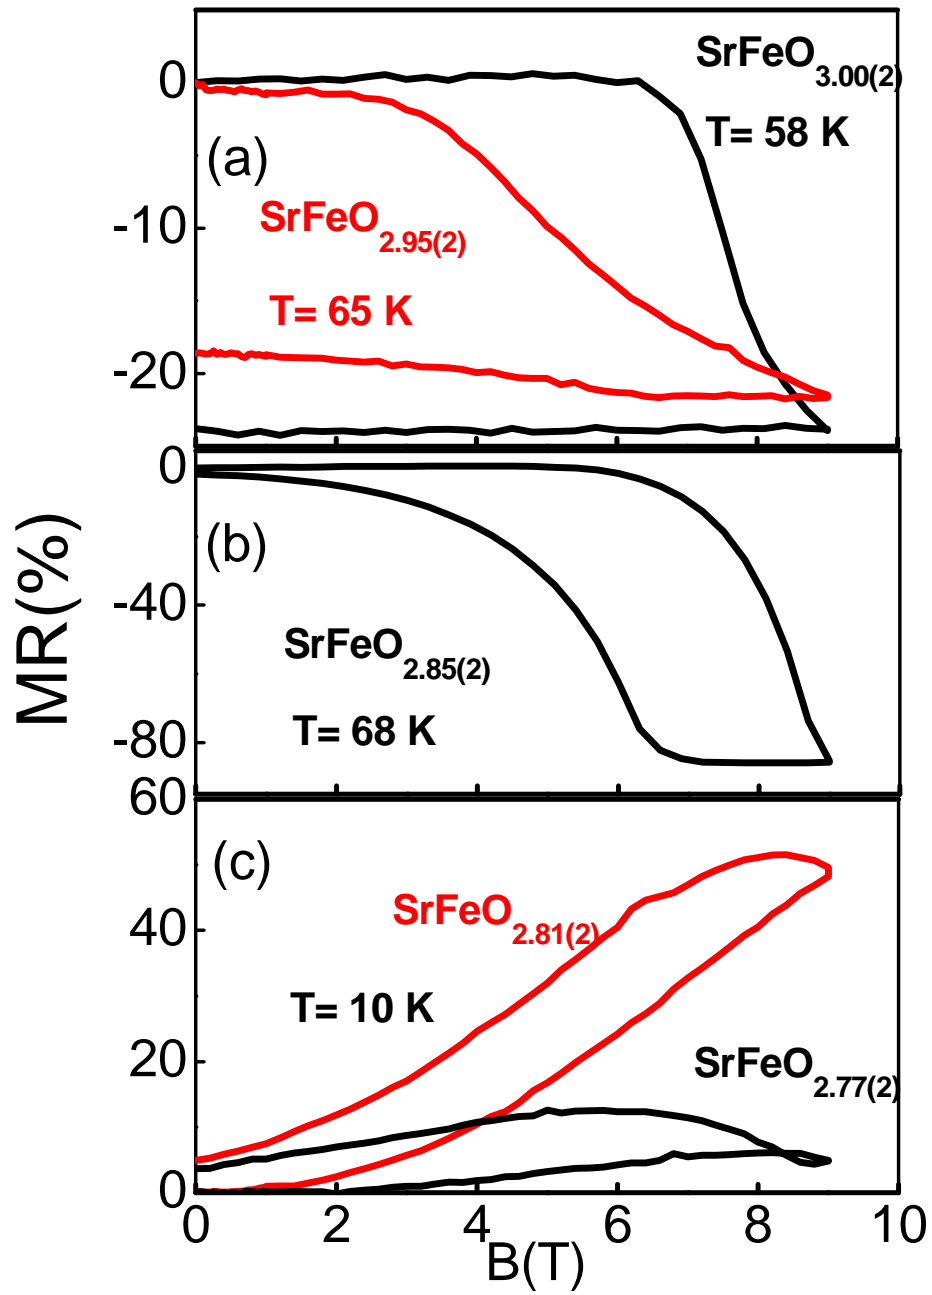 0
SrFeO3.00(2)
T= 58 K
(a)
SrFeO2.95(2)
-10
T= 65 K
-20
0
(b)
-40
SrFeO2.85(2)
T= 68 K
-80
60
60
(c)
SrFeO2.81(2)
40
T= 10 K
SrFeO2.77(2)
20
0
0 2 4 6 8 10
B(T)
MR(%)